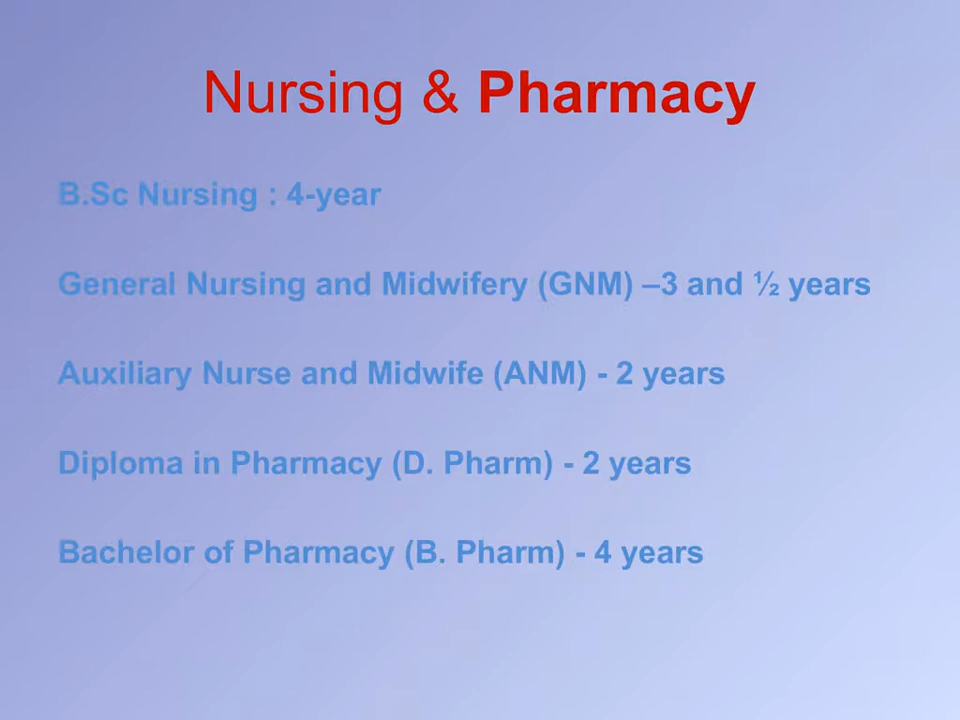 Nursing & Pharmacy
B.Sc Nursing : 4-year
General Nursing and Midwifery (GNM) –3 and ½ years
Auxiliary Nurse and Midwife (ANM) - 2 years
Diploma in Pharmacy (D. Pharm) - 2 years
Bachelor of Pharmacy (B. Pharm) - 4 years